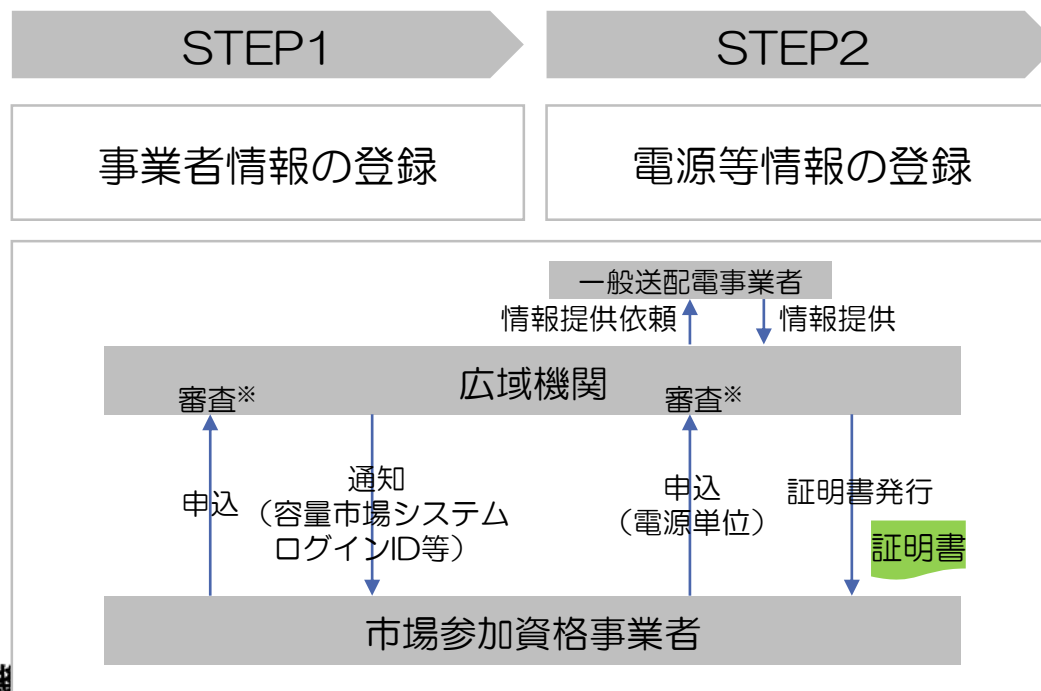 STEP1
STEP2
事業者情報の登録
電源等情報の登録
一般送配電事業者
情報提供依頼
情報提供
広域機関
審査※
審査※
申込
通知
（容量市場システム
ログインID等）
申込
（電源単位）
証明書発行
証明書
市場参加資格事業者